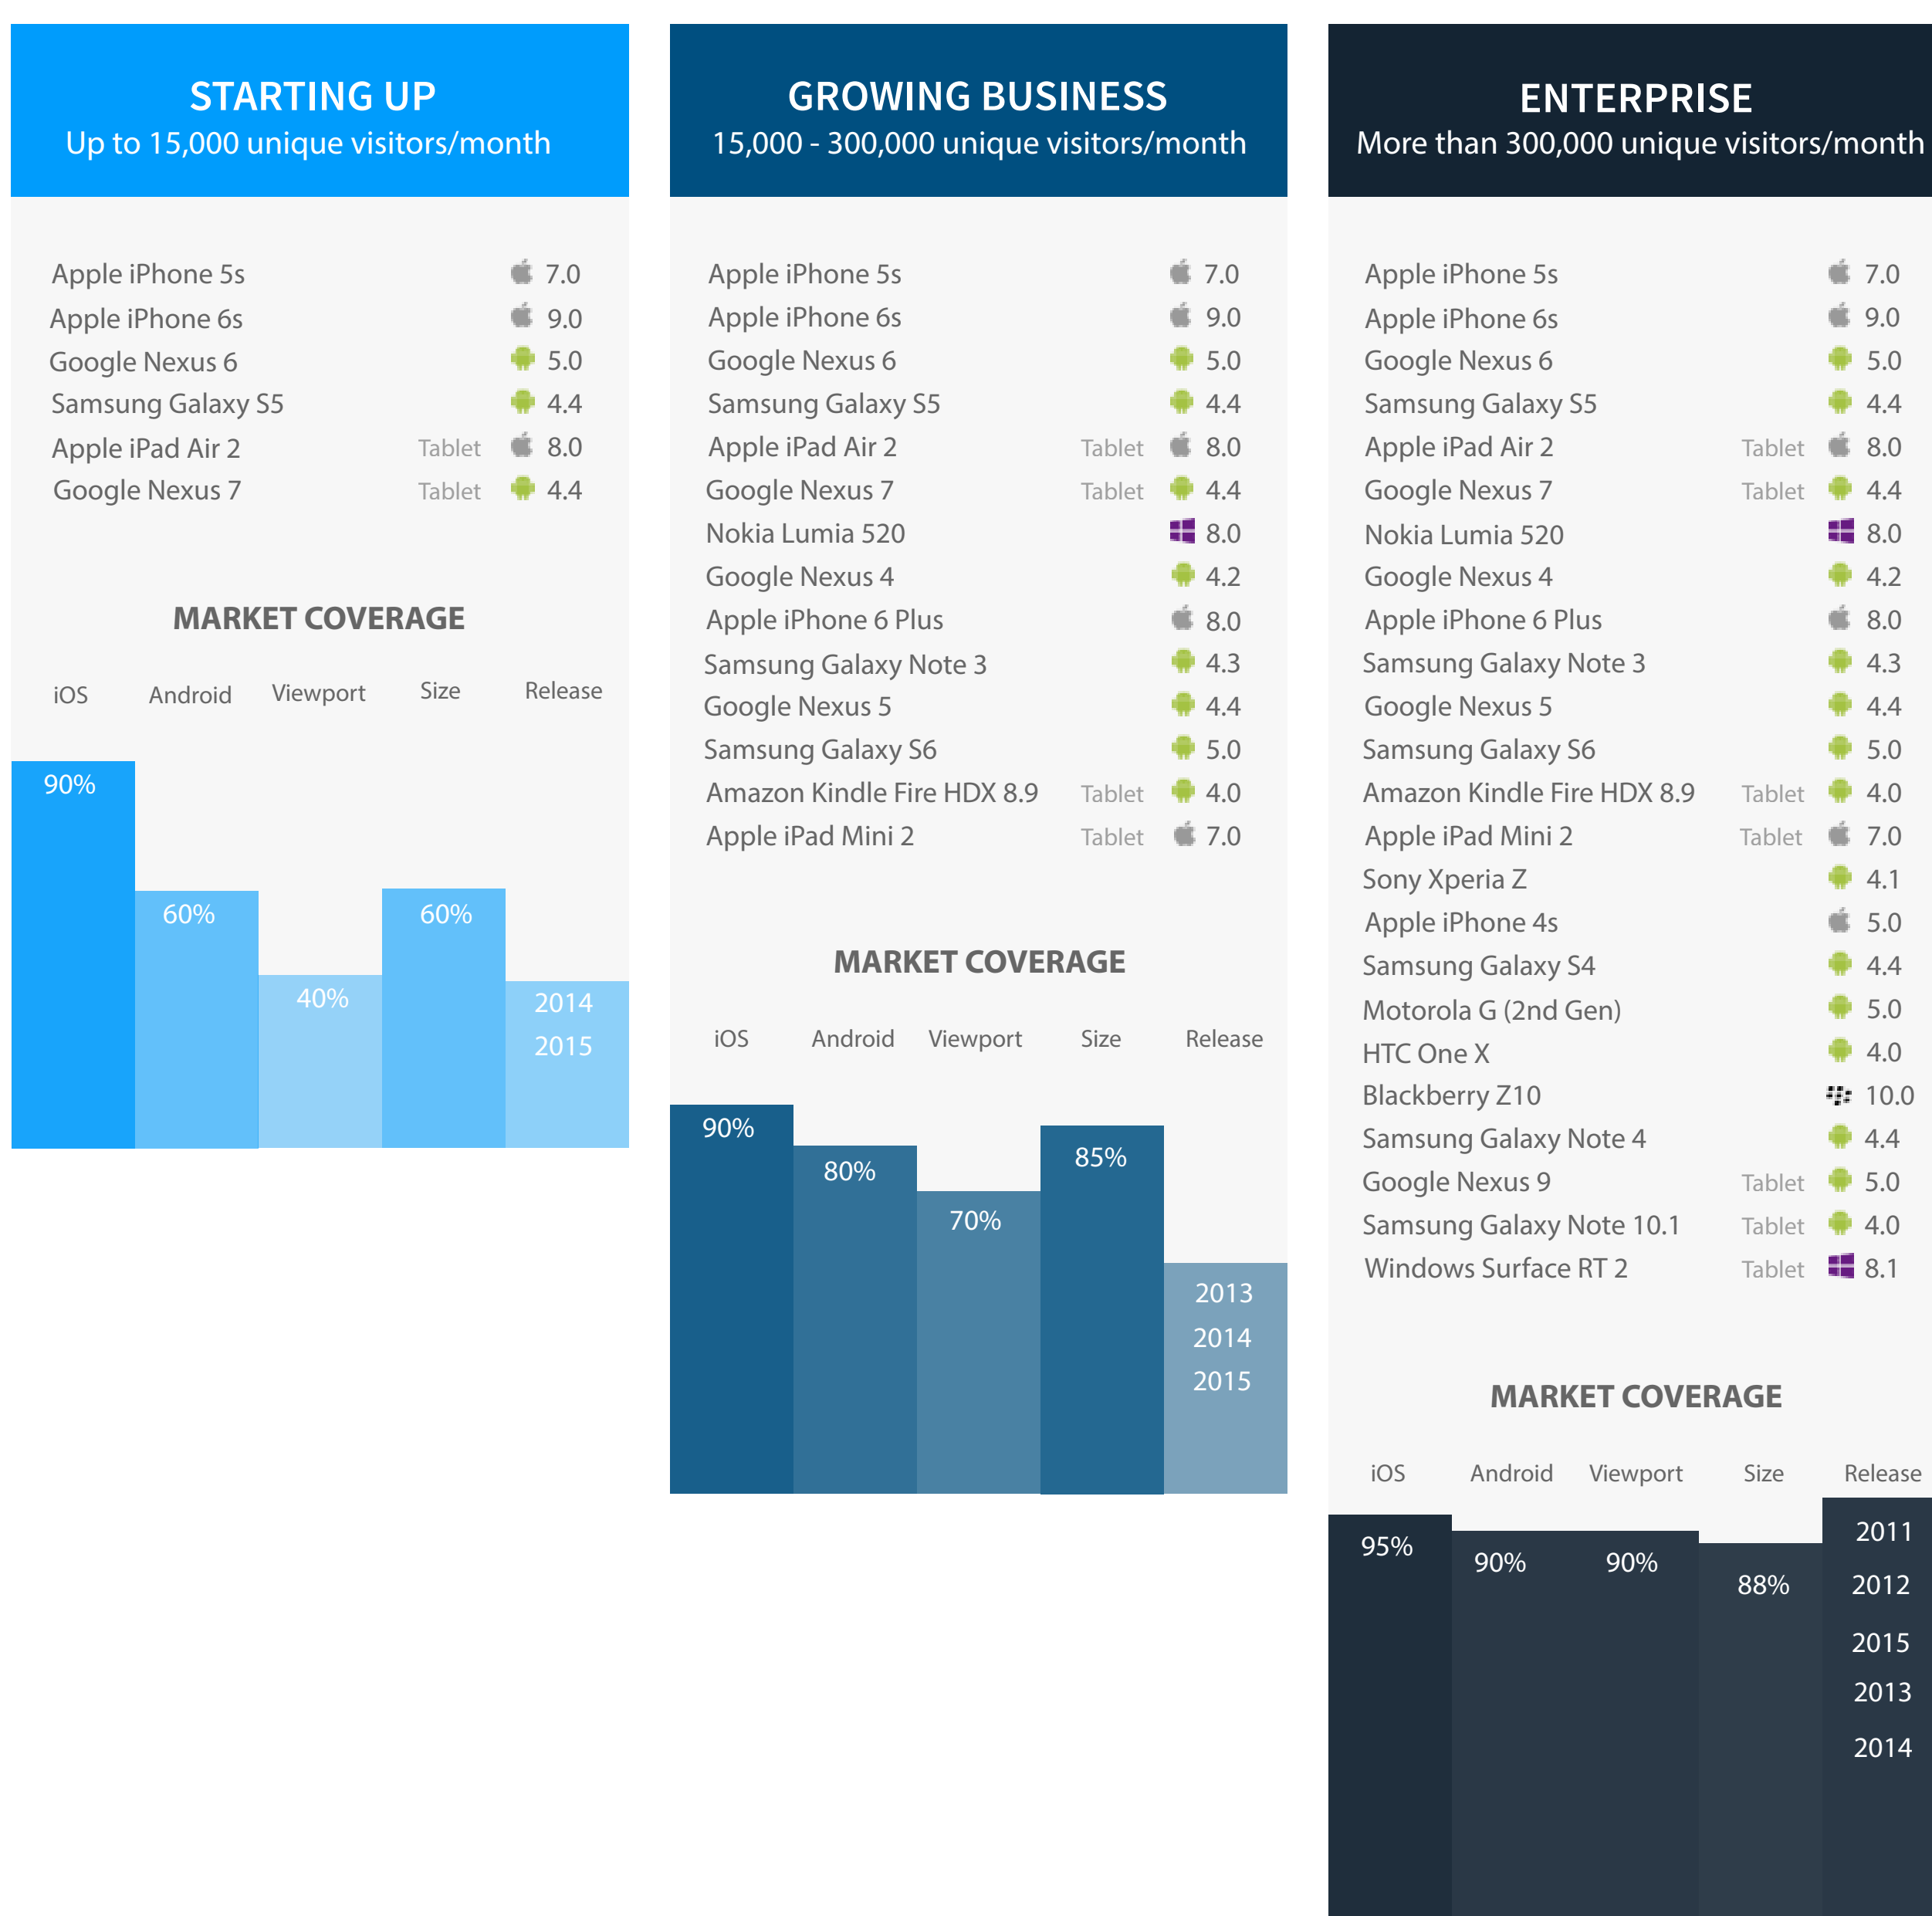 STARTING UP
Up to 15,000 unique visitors/month
Apple iPhone 5s 7.0
Apple iPhone 6s 9.0
Google Nexus 6 5.0
Samsung Galaxy S5 4.4
Apple iPad Air 2 Tablet 8.0
Google Nexus 7 Tablet 4.4
MARKET COVERAGE
iOS Android Viewport Size Release
90%
60% 60%
40% 2014
2015
GROWING BUSINESS
15,000 - 300,000 unique visitors/month
Apple iPhone 5s 7.0
Apple iPhone 6s 9.0
Google Nexus 6 5.0
Samsung Galaxy S5 4.4
Apple iPad Air 2 Tablet 8.0
Google Nexus 7 Tablet 4.4
Nokia Lumia 520 8.0
Google Nexus 4 4.2
Apple iPhone 6 Plus 8.0
Samsung Galaxy Note 3 4.3
Google Nexus 5 4.4
Samsung Galaxy S6 5.0
Amazon Kindle Fire HDX 8.9 Tablet 4.0
Apple iPad Mini 2 Tablet 7.0
MARKET COVERAGE
iOS Android Viewport Size Release
90%
80% 85%
70%
2013
2014
2015
ENTERPRISE
More than 300,000 unique visitors/month
Apple iPhone 5s 7.0
Apple iPhone 6s 9.0
Google Nexus 6 5.0
Samsung Galaxy S5 4.4
Apple iPad Air 2 Tablet 8.0
Google Nexus 7 Tablet 4.4
Nokia Lumia 520 8.0
Google Nexus 4 4.2
Apple iPhone 6 Plus 8.0
Samsung Galaxy Note 3 4.3
Google Nexus 5 4.4
Samsung Galaxy S6 5.0
Amazon Kindle Fire HDX 8.9 Tablet 4.0
Apple iPad Mini 2 Tablet 7.0
Sony Xperia Z 4.1
Apple iPhone 4s 5.0
Samsung Galaxy S4 4.4
Motorola G (2nd Gen) 5.0
HTC One X 4.0
Blackberry Z10 10.0
Samsung Galaxy Note 4 4.4
Google Nexus 9 Tablet 5.0
Samsung Galaxy Note 10.1 Tablet 4.0
Windows Surface RT 2 Tablet 8.1
MARKET COVERAGE
iOS Android Viewport Size Release
95% 90% 90% 2011
88% 2012
2015
2013
2014